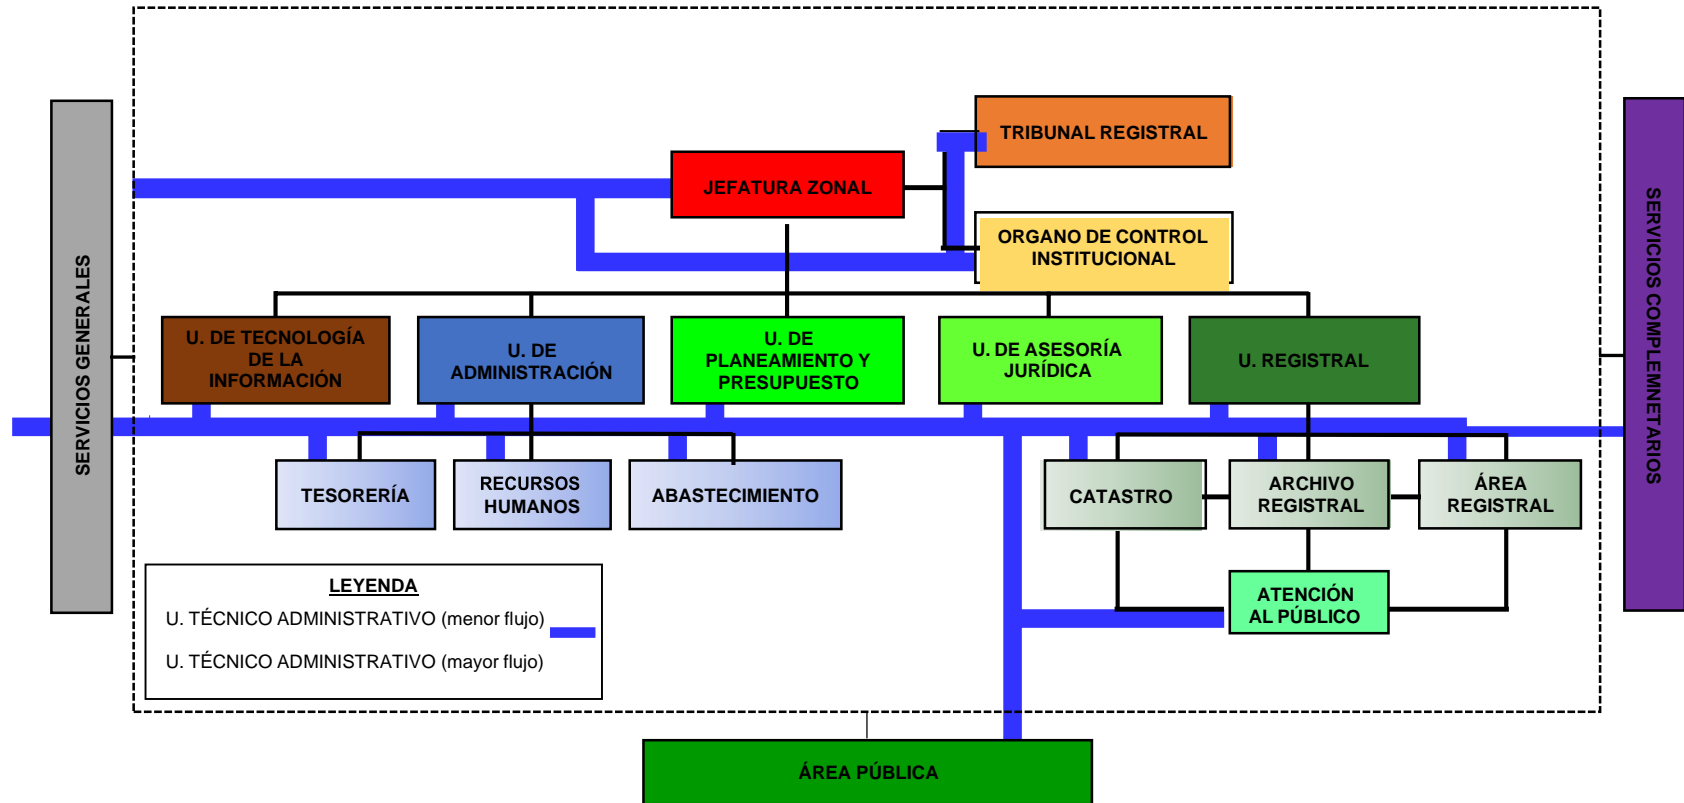 SERVICIOS GENERALES
TRIBUNAL REGISTRAL
JEFATURA ZONAL
ORGANO DE CONTROL
INSTITUCIONAL
U. DE TECNOLOGÍA
DE LA
INFORMACIÓN
U. DE
ADMINISTRACIÓN
U. DE
PLANEAMIENTO Y
PRESUPUESTO
U. DE ASESORÍA
JURÍDICA
U. REGISTRAL
TESORERÍA
RECURSOS
HUMANOS
ABASTECIMIENTO
CATASTRO
ARCHIVO
REGISTRAL
ÁREA
REGISTRAL
ATENCIÓN
AL PÚBLICO
LEYENDA
U. TÉCNICO ADMINISTRATIVO (menor flujo)
U. TÉCNICO ADMINISTRATIVO (mayor flujo)
ÁREA PÚBLICA
SERVICIOS COMPLEMNETARIOS